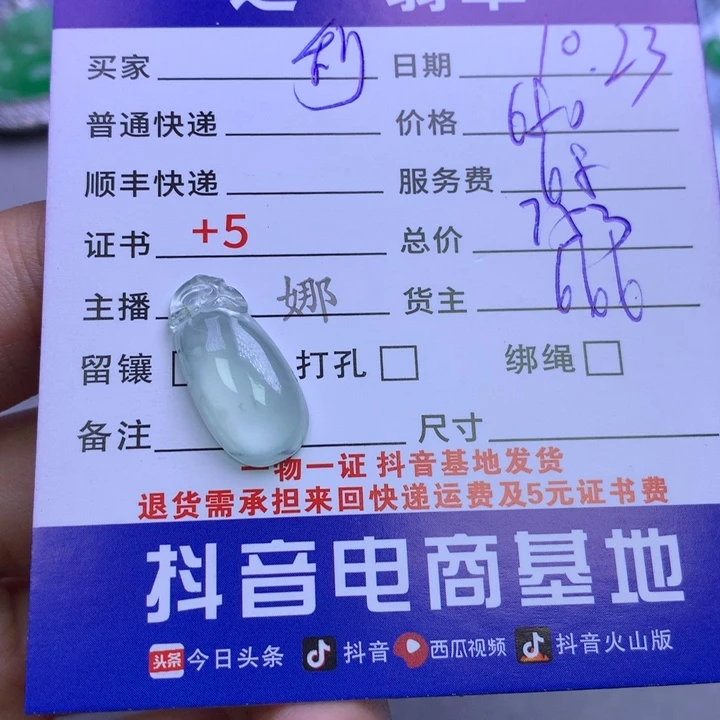 买家 日期 10.23
普通快递 价格 640
顺丰快递 服务费 68
证书 +5 总价
主播 娜 货主 666
留镶 打孔 绑绳
备注 尺寸
一物一证 抖音基地发货
退货需承担来回快递运费及5元证书费
抖音电商基地
头条 今日头条 抖音 西瓜视频 抖音火山版